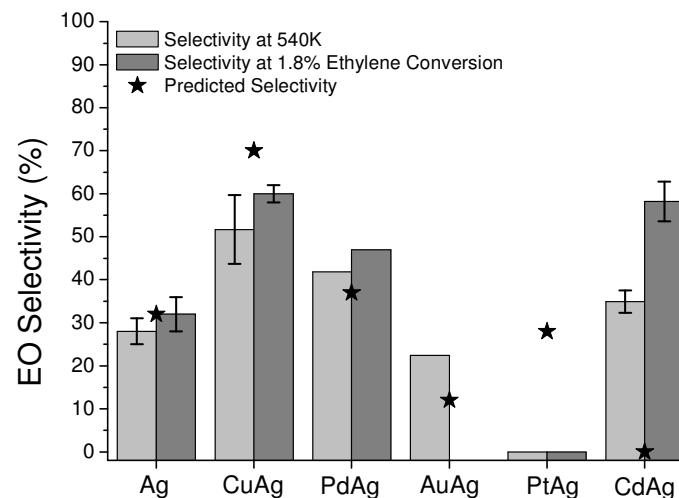 Selectivity at 540K
Selectivity at 1.8% Ethylene Conversion
Predicted Selectivity
EO Selectivity (%)
100
90
80
70
60
50
40
30
20
10
0
Ag CuAg PdAg AuAg PtAg CdAg